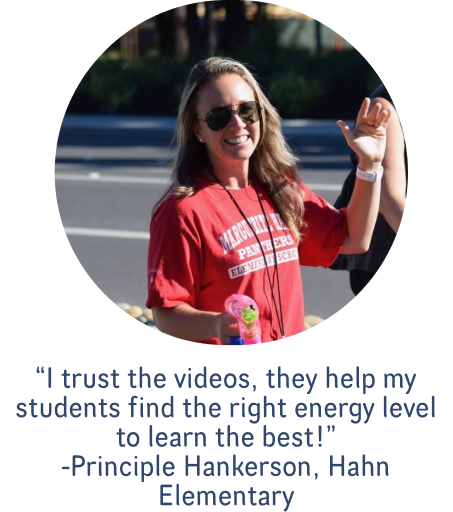 PANTHERS
“I trust the videos, they help my
students find the right energy level
to learn the best!”
-Principle Hankerson, Hahn
Elementary